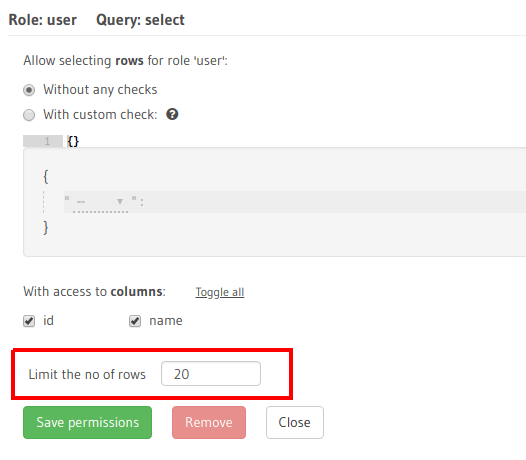 Role: user Query: select
Allow selecting rows for role 'user':
Without any checks
With custom check: ?
1 {}
{
" -- ▼ ":
}
With access to columns: Toggle all
id name
Limit the no of rows 20
Save permissions Remove Close